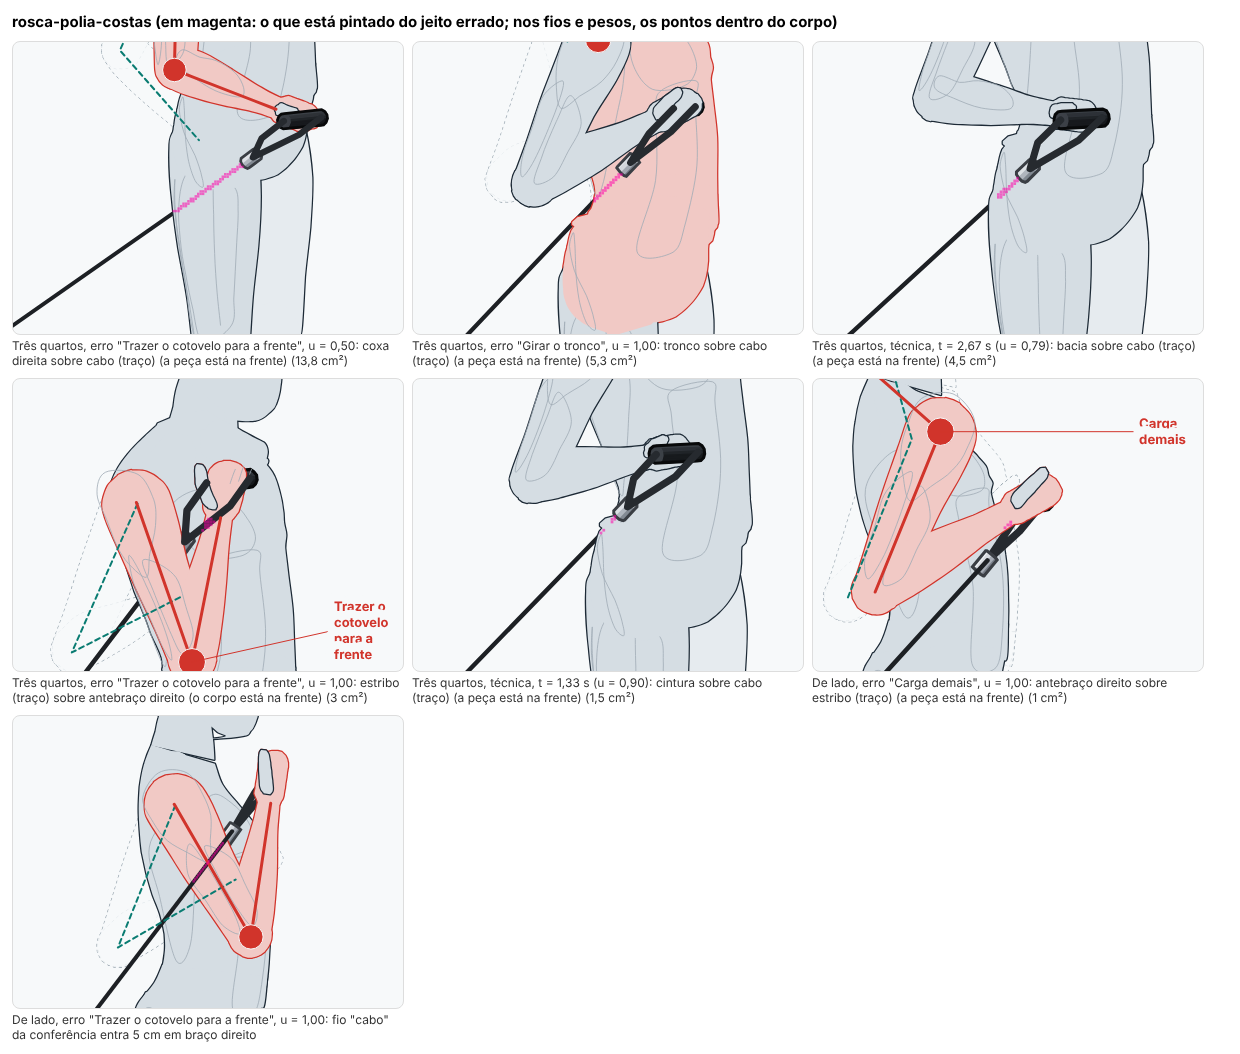 rosca-polia-costas (em magenta: o que está pintado do jeito errado; nos fios e pesos, os pontos dentro do corpo)
Três quartos, erro "Trazer o cotovelo para a frente", u = 0,50: coxa
direita sobre cabo (traço) (a peça está na frente) (13,8 cm²)
Três quartos, erro "Girar o tronco", u = 1,00: tronco sobre cabo
(traço) (a peça está na frente) (5,3 cm²)
Três quartos, técnica, t = 2,67 s (u = 0,79): bacia sobre cabo (traço)
(a peça está na frente) (4,5 cm²)
Trazer o
cotovelo
para a
frente
Carga
demais
Três quartos, erro "Trazer o cotovelo para a frente", u = 1,00: estribo
(traço) sobre antebraço direito (o corpo está na frente) (3 cm²)
Três quartos, técnica, t = 1,33 s (u = 0,90): cintura sobre cabo
(traço) (a peça está na frente) (1,5 cm²)
De lado, erro "Carga demais", u = 1,00: antebraço direito sobre
estribo (traço) (a peça está na frente) (1 cm²)
De lado, erro "Trazer o cotovelo para a frente", u = 1,00: fio "cabo"
da conferência entra 5 cm em braço direito